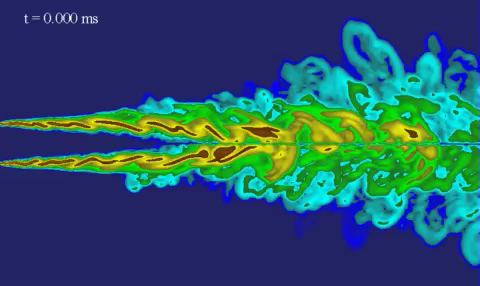 t = 0.000 ms